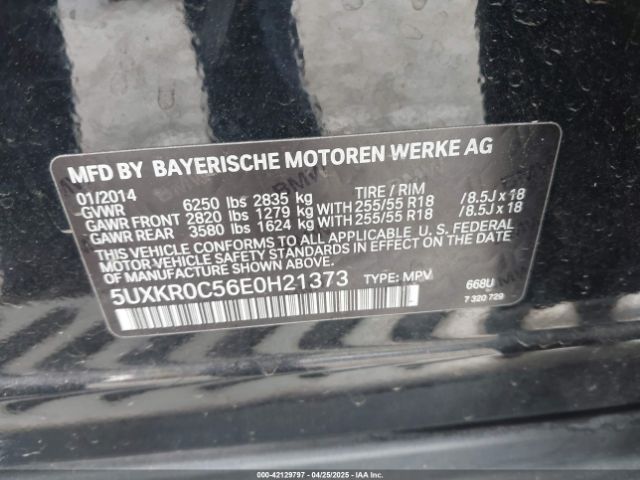 MFD BY BAYERISCHE MOTOREN WERKE AG
01/2014
GVWR 6250 lbs 2835 kg TIRE / RIM
GAWR FRONT 2820 lbs 1279 kg WITH 255/55 R18 /8.5J x 18
GAWR REAR 3580 lbs 1624 kg WITH 255/55 R18 /8.5J x 18
THIS VEHICLE CONFORMS TO ALL APPLICABLE U. S. FEDERAL
MOTOR VEHICLE SAFETY STANDARDS IN EFFECT ON THE DATE
OF MANUFACTURE SHOWN ABOVE.
5UXKR0C56E0H21373 TYPE: MPV 668U
7 320 729
000-42129797 - 04/25/2025 - COPYRIGHT IAA, LLC.